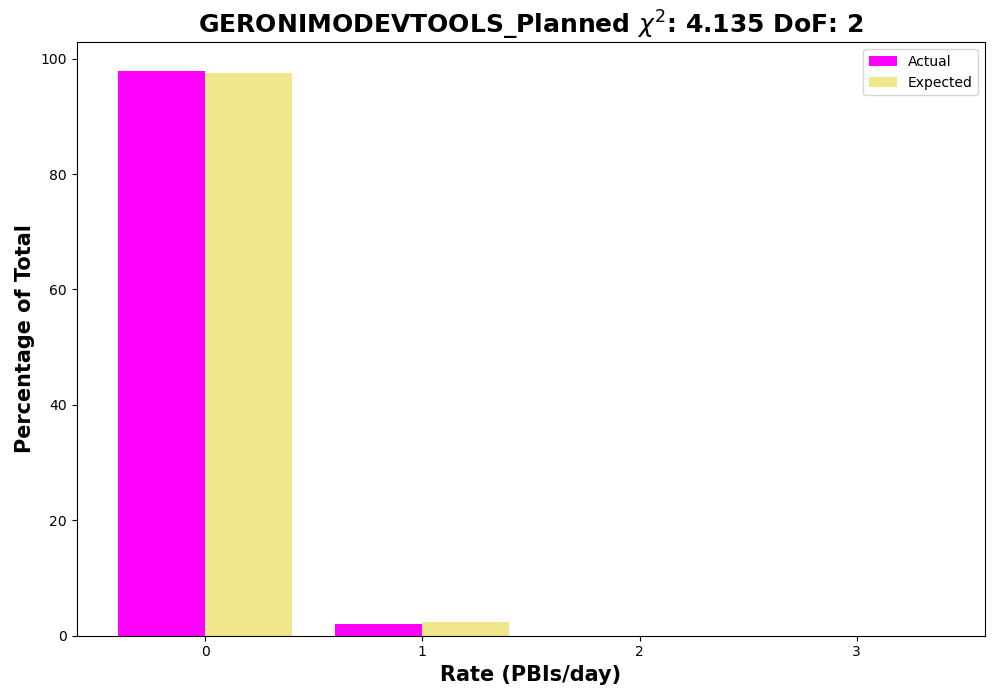 GERONIMODEVTOOLS_Planned χ²: 4.135 DoF: 2
Actual
Expected
Percentage of Total
100
80
60
40
20
0
0 1 2 3
Rate (PBIs/day)